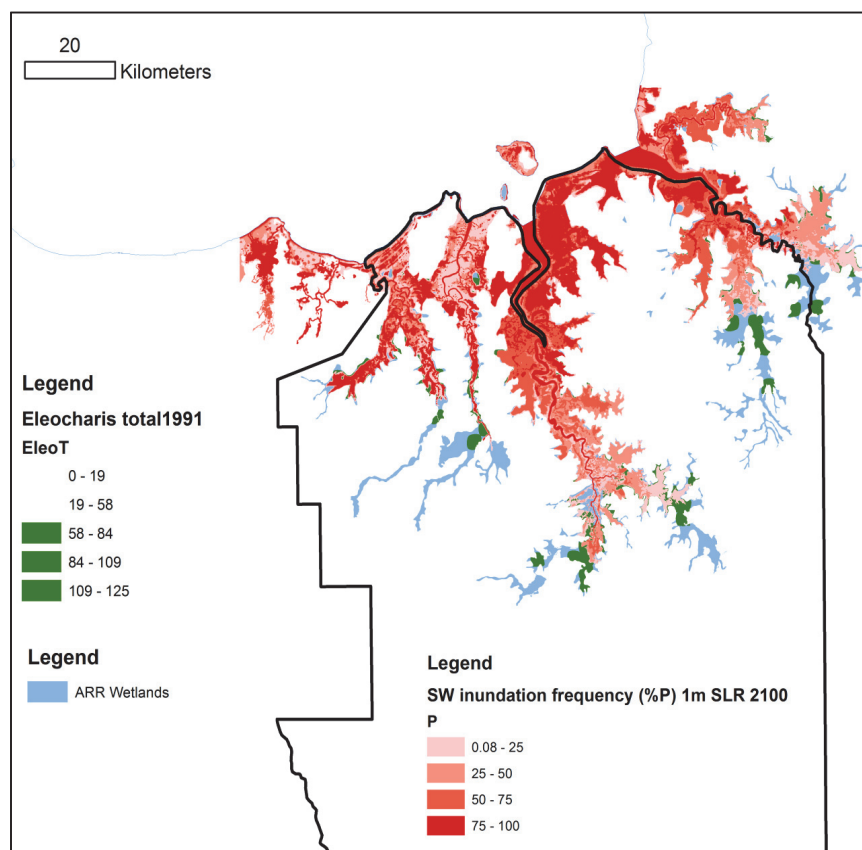 20
Kilometers
Legend
Eleocharis total1991
EleoT
0 - 19
19 - 58
58 - 84
84 - 109
109 - 125
Legend
ARR Wetlands
Legend
SW inundation frequency (%P) 1m SLR 2100
P
0.08 - 25
25 - 50
50 - 75
75 - 100